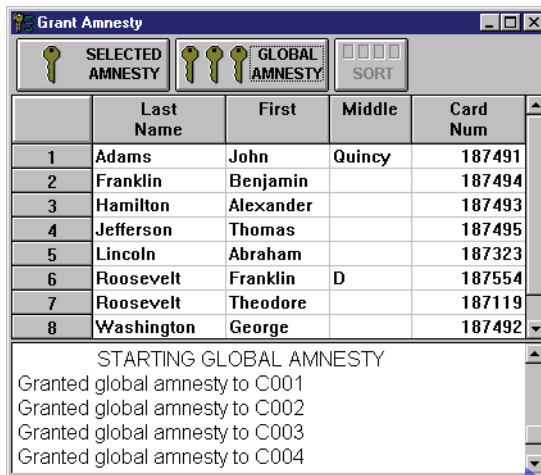 Grant Amnesty
SELECTED AMNESTY
GLOBAL AMNESTY
SORT
Last Name First Middle Card Num
1 Adams John Quincy 187491
2 Franklin Benjamin 187494
3 Hamilton Alexander 187493
4 Jefferson Thomas 187495
5 Lincoln Abraham 187323
6 Roosevelt Franklin D 187554
7 Roosevelt Theodore 187119
8 Washington George 187492
STARTING GLOBAL AMNESTY
Granted global amnesty to C001
Granted global amnesty to C002
Granted global amnesty to C003
Granted global amnesty to C004